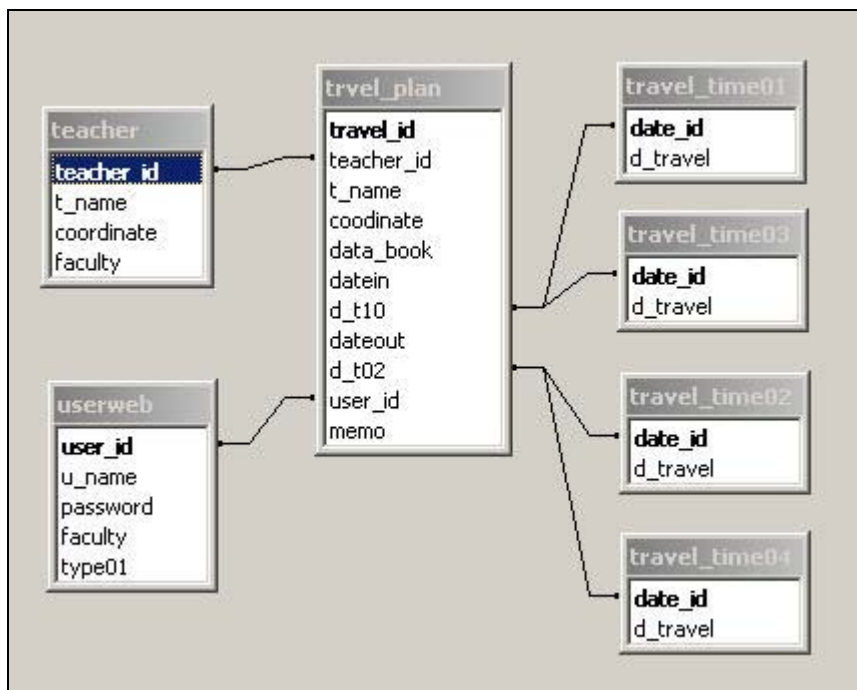 teacher
teacher_id
t_name
coordinate
faculty
userweb
user_id
u_name
password
faculty
type01
trvel_plan
travel_id
teacher_id
t_name
coodinate
data_book
datein
d_t10
dateout
d_t02
user_id
memo
travel_time01
date_id
d_travel
travel_time03
date_id
d_travel
travel_time02
date_id
d_travel
travel_time04
date_id
d_travel